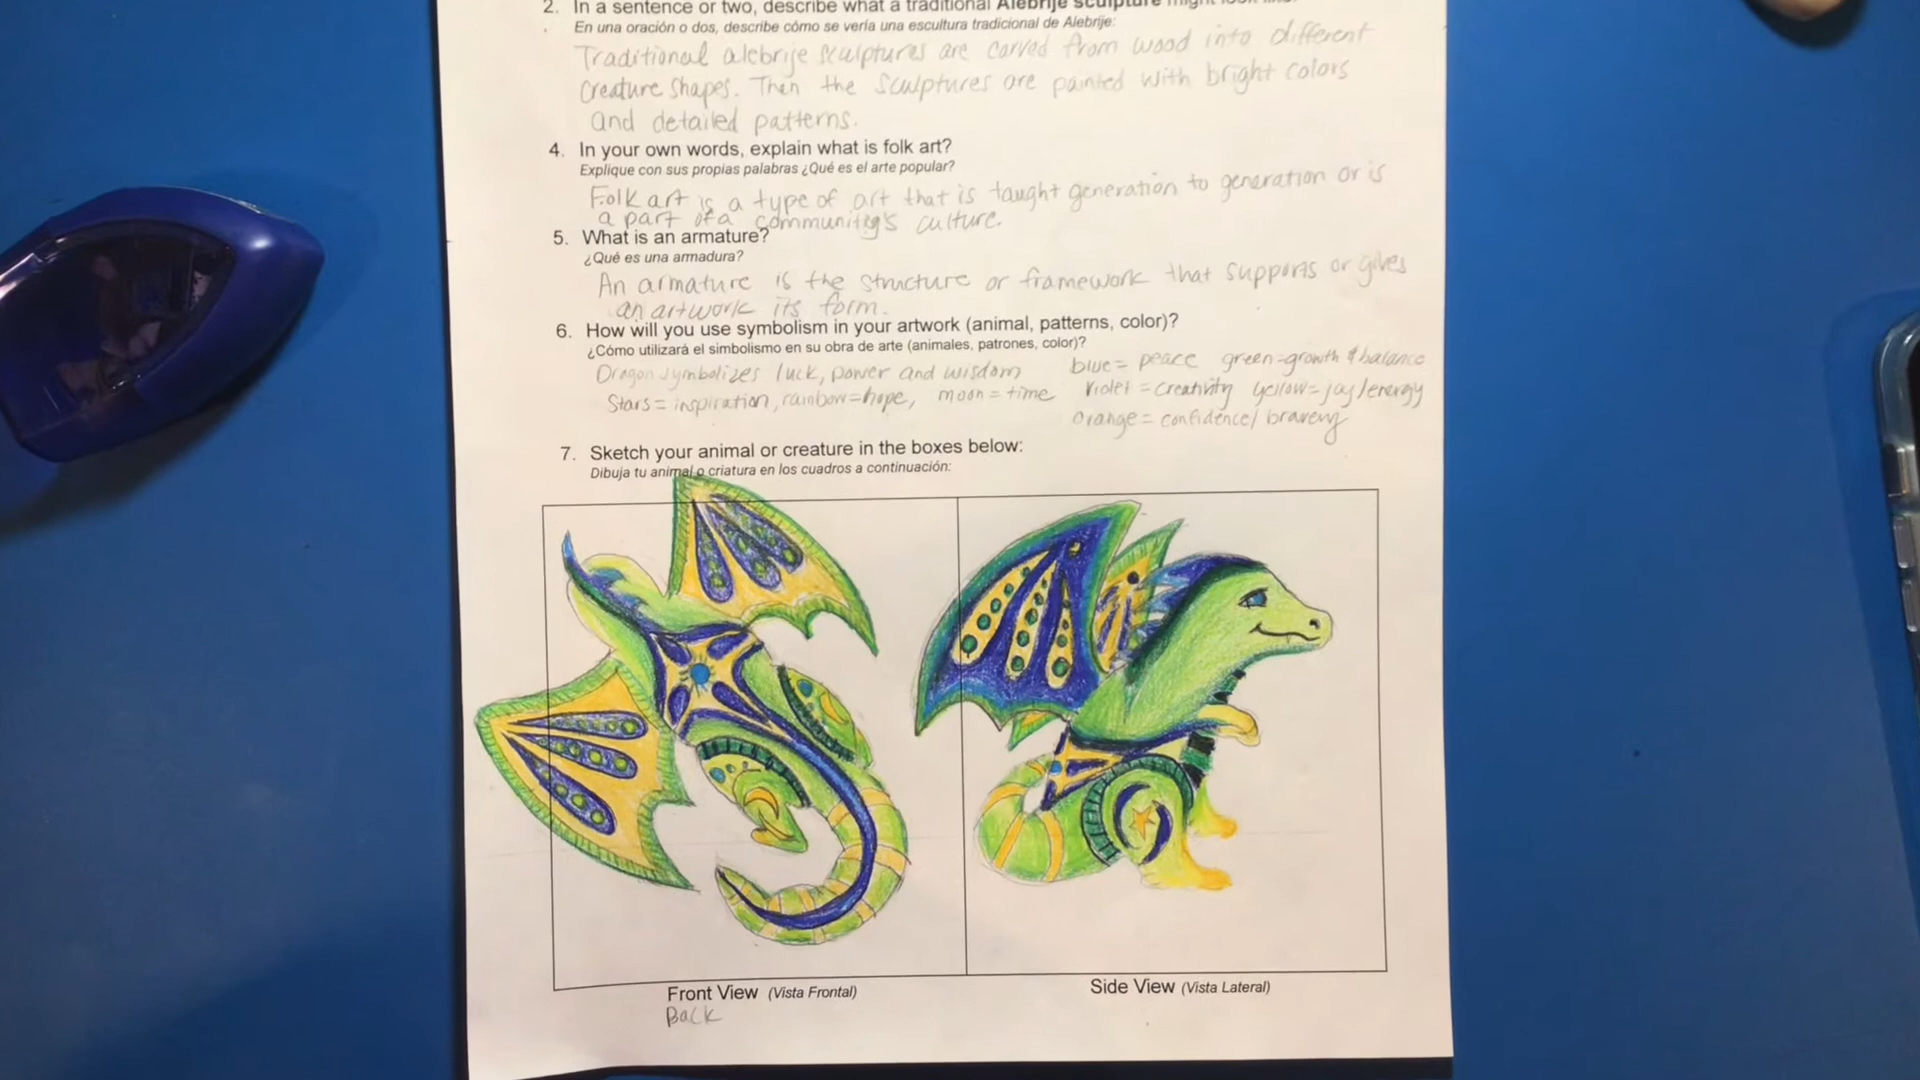 2. In a sentence or two, describe what a traditional Alebrije sculpture might look like:
En una oración o dos, describe cómo se vería una escultura tradicional de Alebrije:
Traditional alebrije sculptures are carved from wood into different
creature shapes. Then the sculptures are painted with bright colors
and detailed patterns.
4. In your own words, explain what is folk art?
Explique con sus propias palabras ¿Qué es el arte popular?
Folk art is a type of art that is taught generation to generation or is
a part of a community's culture.
5. What is an armature?
¿Qué es una armadura?
An armature is the structure or framework that supports or gives
an artwork its form.
6. How will you use symbolism in your artwork (animal, patterns, color)?
¿Cómo utilizará el simbolismo en su obra de arte (animales, patrones, color)?
Dragon symbolizes luck, power and wisdom
Stars = inspiration, rainbow = hope, moon = time
blue = peace green = growth & balance
violet = creativity yellow = joy/energy
orange = confidence/bravery
7. Sketch your animal or creature in the boxes below:
Dibuja tu animal o criatura en los cuadros a continuación:
Front View (Vista Frontal)
Back
Side View (Vista Lateral)